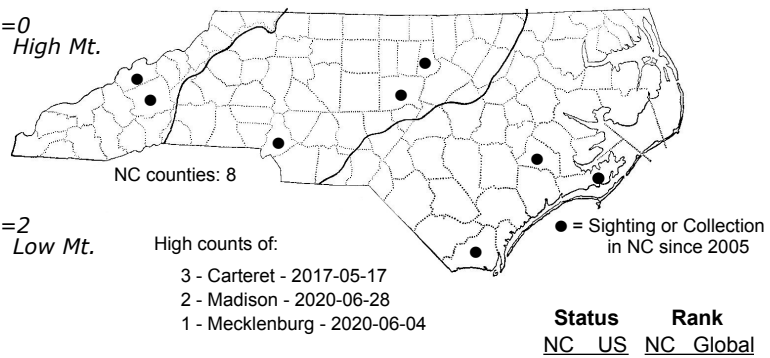 =0
High Mt.
NC counties: 8
=2
Low Mt.
High counts of:
3 - Carteret - 2017-05-17
2 - Madison - 2020-06-28
1 - Mecklenburg - 2020-06-04
● = Sighting or Collection
in NC since 2005
Status Rank
NC US NC Global